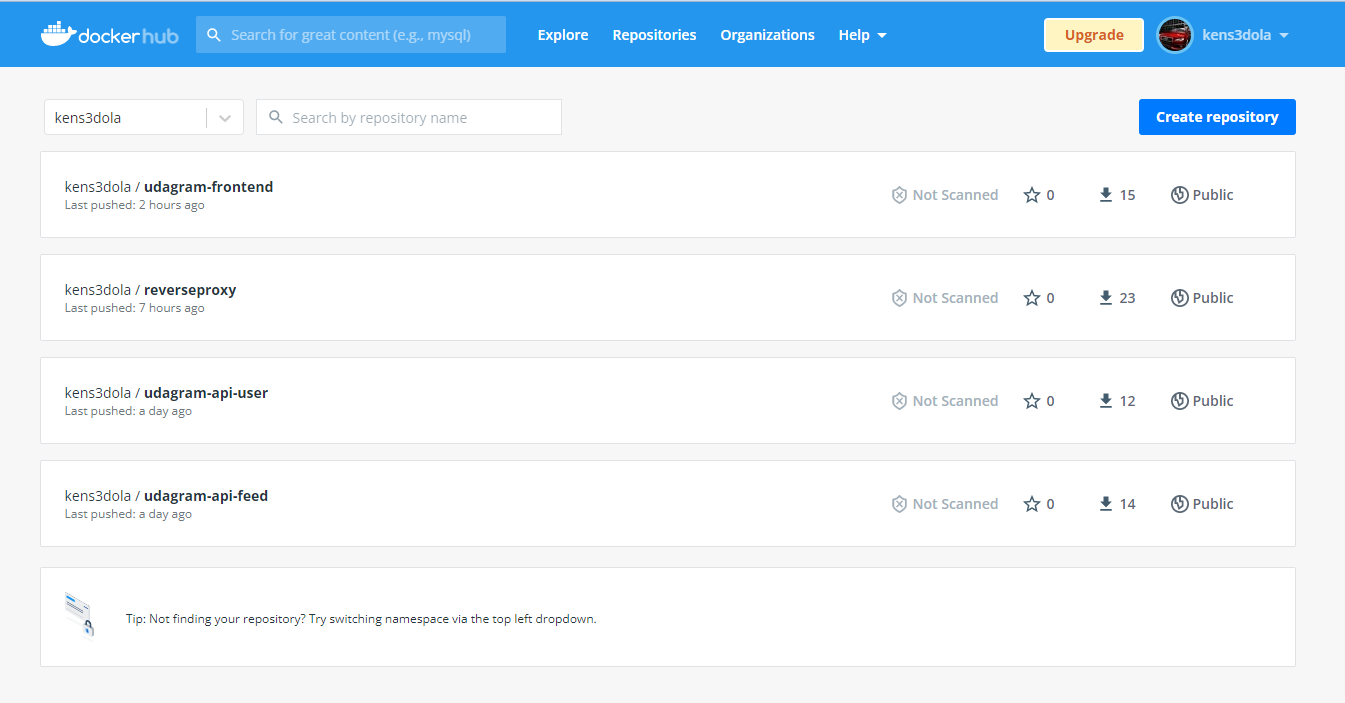 docker hub Search for great content (e.g., mysql) Explore Repositories Organizations Help Upgrade kens3dola
kens3dola Search by repository name Create repository
kens3dola / udagram-frontend
Last pushed: 2 hours ago
Not Scanned 0 15 Public
kens3dola / reverseproxy
Last pushed: 7 hours ago
Not Scanned 0 23 Public
kens3dola / udagram-api-user
Last pushed: a day ago
Not Scanned 0 12 Public
kens3dola / udagram-api-feed
Last pushed: a day ago
Not Scanned 0 14 Public
Tip: Not finding your repository? Try switching namespace via the top left dropdown.